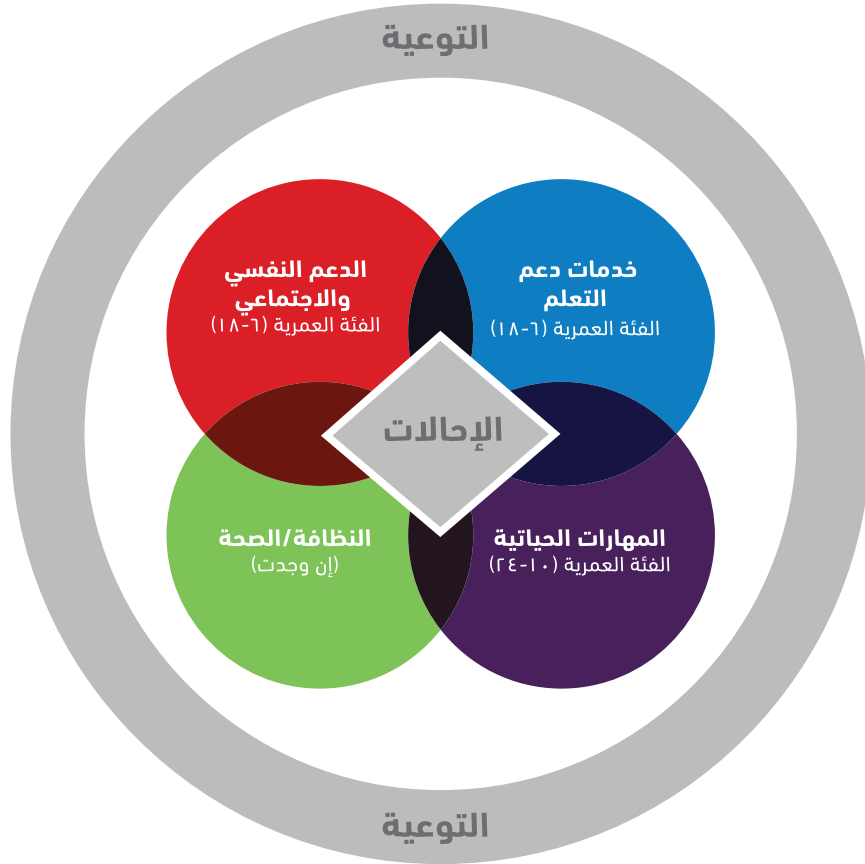 التوعية
خدمات دعم
التعلم
الفئة العمرية (٦-١٨)
الدعم النفسي
والاجتماعي
الفئة العمرية (٦-١٨)
الإحالات
المهارات الحياتية
الفئة العمرية (١٠-٢٤)
النظافة/الصحة
(إن وجدت)
التوعية